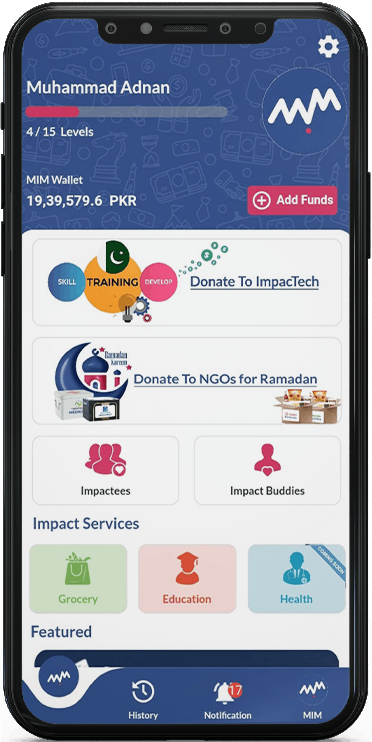 Muhammad Adnan
4 / 15 Levels
MIM Wallet
19,39,579.6 PKR
Add Funds
SKILL
TRAINING
DEVELOP
Donate To ImpacTech
Ramadan
kareem
Donate To NGOs for Ramadan
Impactees
Impact Buddies
Impact Services
COMING SOON
Grocery
Education
Health
Featured
17
History
Notification
MIM